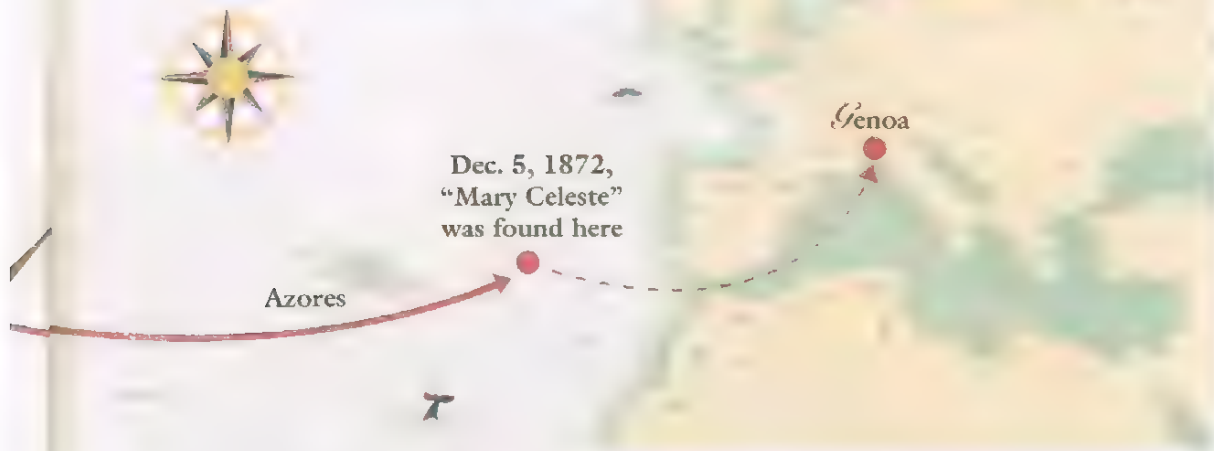 Genoa
Dec. 5, 1872,
“Mary Celeste”
was found here
Azores